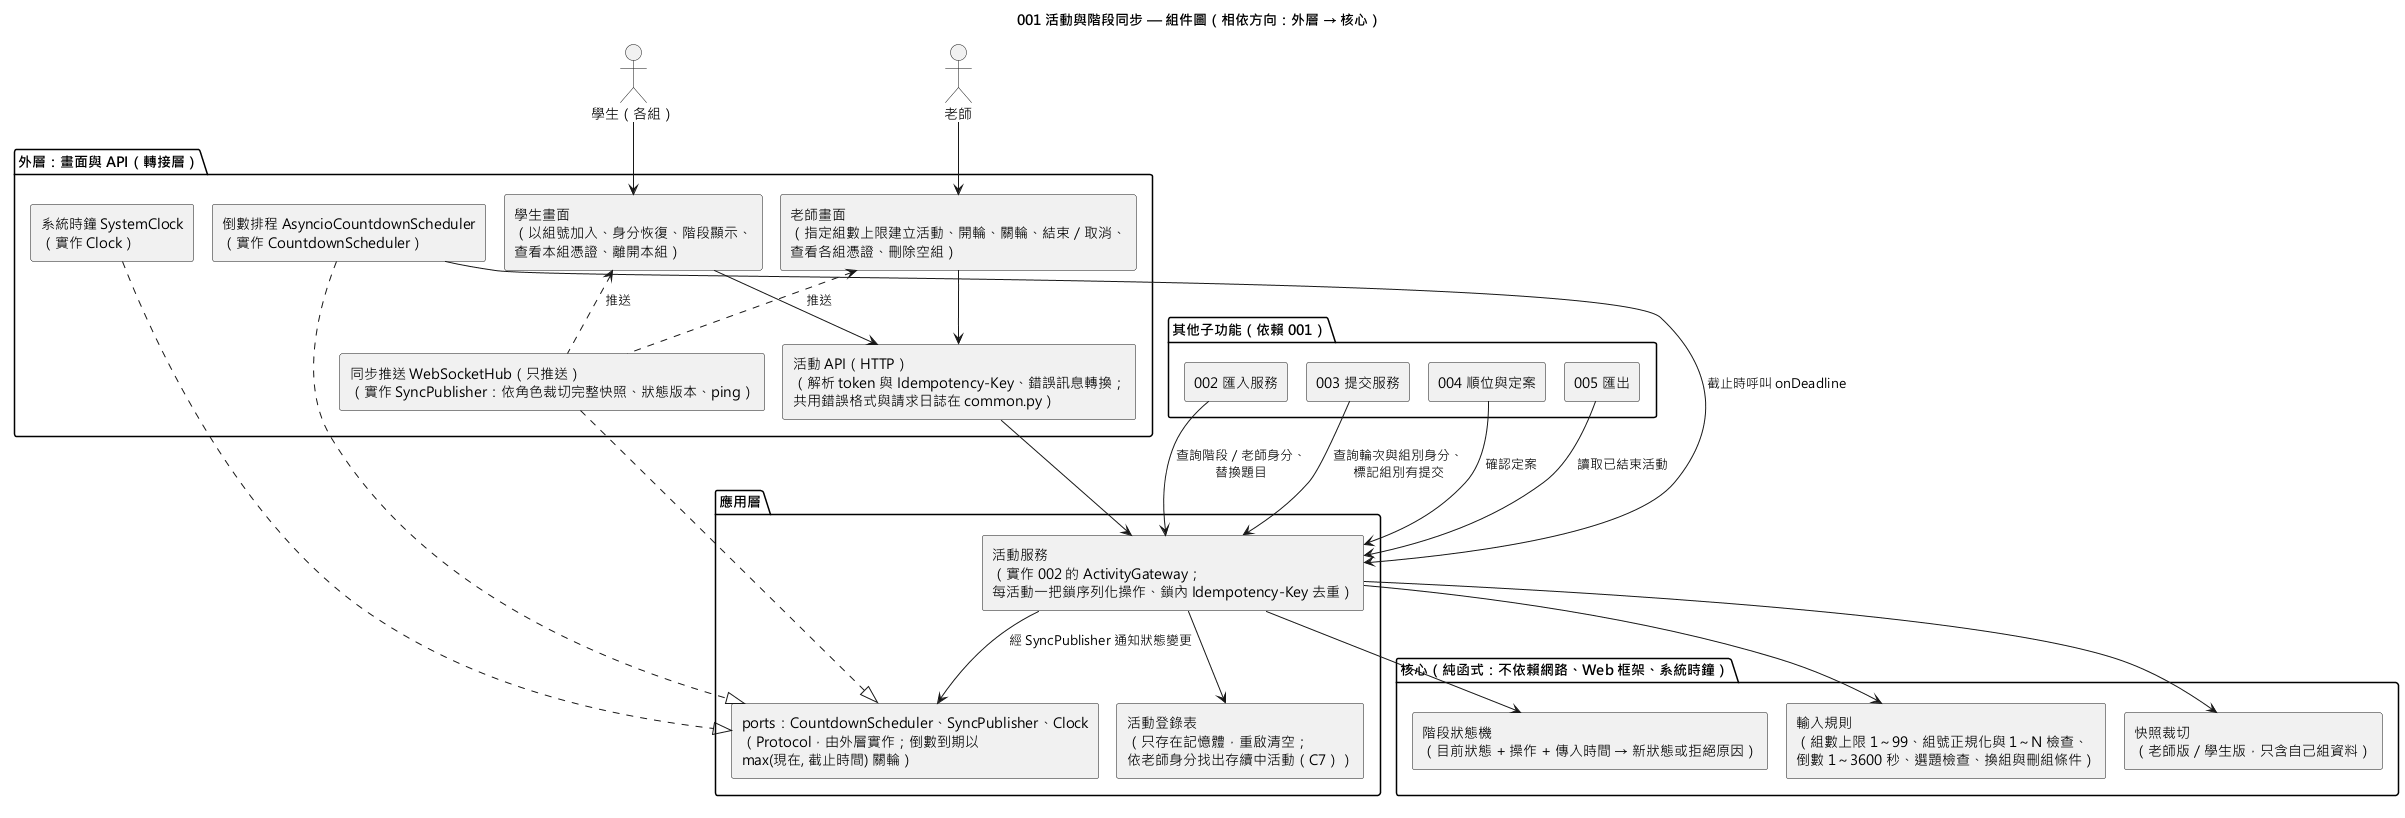 001 活動與階段同步 — 組件圖（相依方向：外層 → 核心）
學生（各組）
老師
外層：畫面與 API（轉接層）
系統時鐘 SystemClock
（實作 Clock）
倒數排程 AsyncioCountdownScheduler
（實作 CountdownScheduler）
學生畫面
（以組號加入、身分恢復、階段顯示、
查看本組憑證、離開本組）
老師畫面
（指定組數上限建立活動、開輪、關輪、結束／取消、
查看各組憑證、刪除空組）
推送
推送
同步推送 WebSocketHub（只推送）
（實作 SyncPublisher：依角色裁切完整快照、狀態版本、ping）
活動 API（HTTP）
（解析 token 與 Idempotency-Key、錯誤訊息轉換；
共用錯誤格式與請求日誌在 common.py）
其他子功能（依賴 001）
002 匯入服務
003 提交服務
004 順位與定案
005 匯出
截止時呼叫 onDeadline
查詢階段／老師身分、
替換題目
查詢輪次與組別身分、
標記組別有提交
確認定案
讀取已結束活動
應用層
活動服務
（實作 002 的 ActivityGateway；
每活動一把鎖序列化操作、鎖內 Idempotency-Key 去重）
經 SyncPublisher 通知狀態變更
ports：CountdownScheduler、SyncPublisher、Clock
（Protocol，由外層實作；倒數到期以
max(現在, 截止時間) 關輪）
活動登錄表
（只存在記憶體，重啟清空；
依老師身分找出存續中活動（C7））
核心（純函式：不依賴網路、Web 框架、系統時鐘）
階段狀態機
（目前狀態 + 操作 + 傳入時間 → 新狀態或拒絕原因）
輸入規則
（組數上限 1～99、組號正規化與 1～N 檢查、
倒數 1～3600 秒、選題檢查、換組與刪組條件）
快照裁切
（老師版／學生版，只含自己組資料）